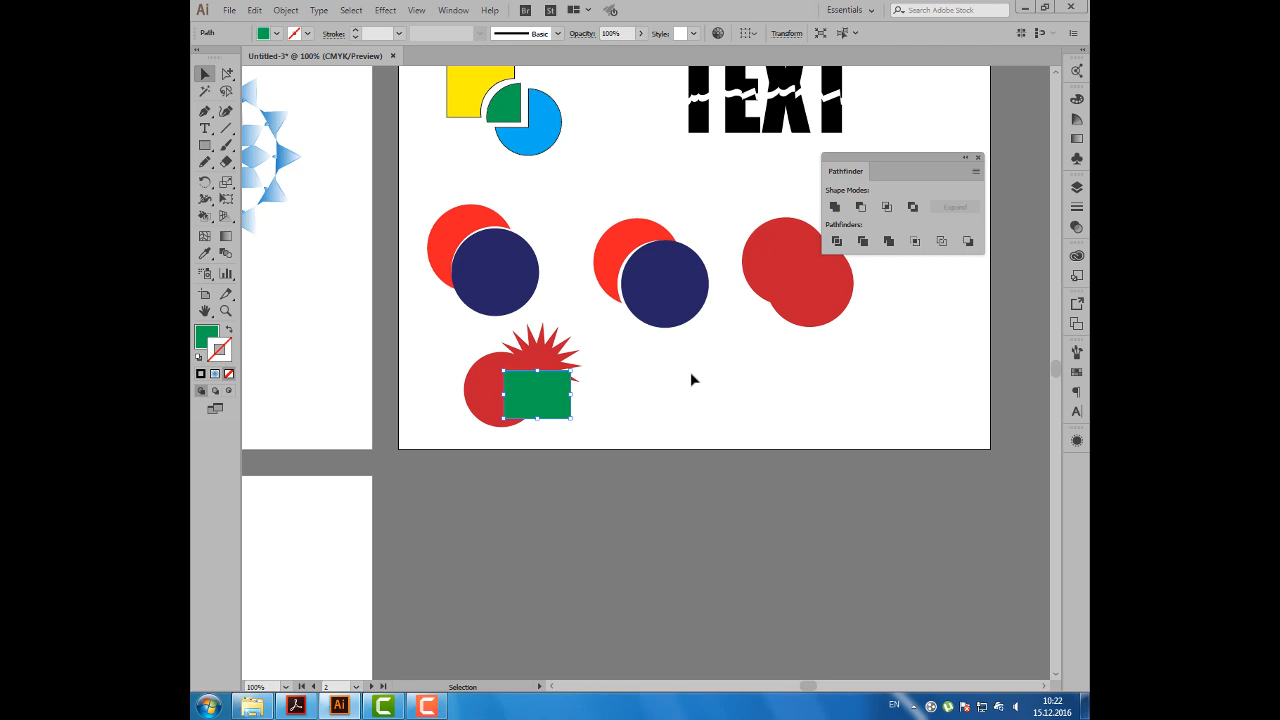 Ai File Edit Object Type Select Effect View Window Help Br St Essentials Search Adobe Stock
Path Stroke: Basic Opacity: 100% Style: Transform
Untitled-3* @ 100% (CMYK/Preview) ×
TEXT
Pathfinder
Shape Modes:
Expand
Pathfinders:
100% 2 Selection
Ai EN 10:22
15.12.2016